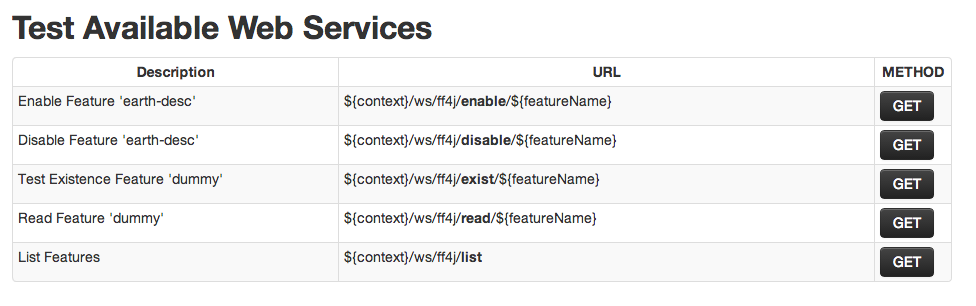 Test Available Web Services
Description URL METHOD
Enable Feature 'earth-desc' ${context}/ws/ff4j/enable/${featureName} GET
Disable Feature 'earth-desc' ${context}/ws/ff4j/disable/${featureName} GET
Test Existence Feature 'dummy' ${context}/ws/ff4j/exist/${featureName} GET
Read Feature 'dummy' ${context}/ws/ff4j/read/${featureName} GET
List Features ${context}/ws/ff4j/list GET